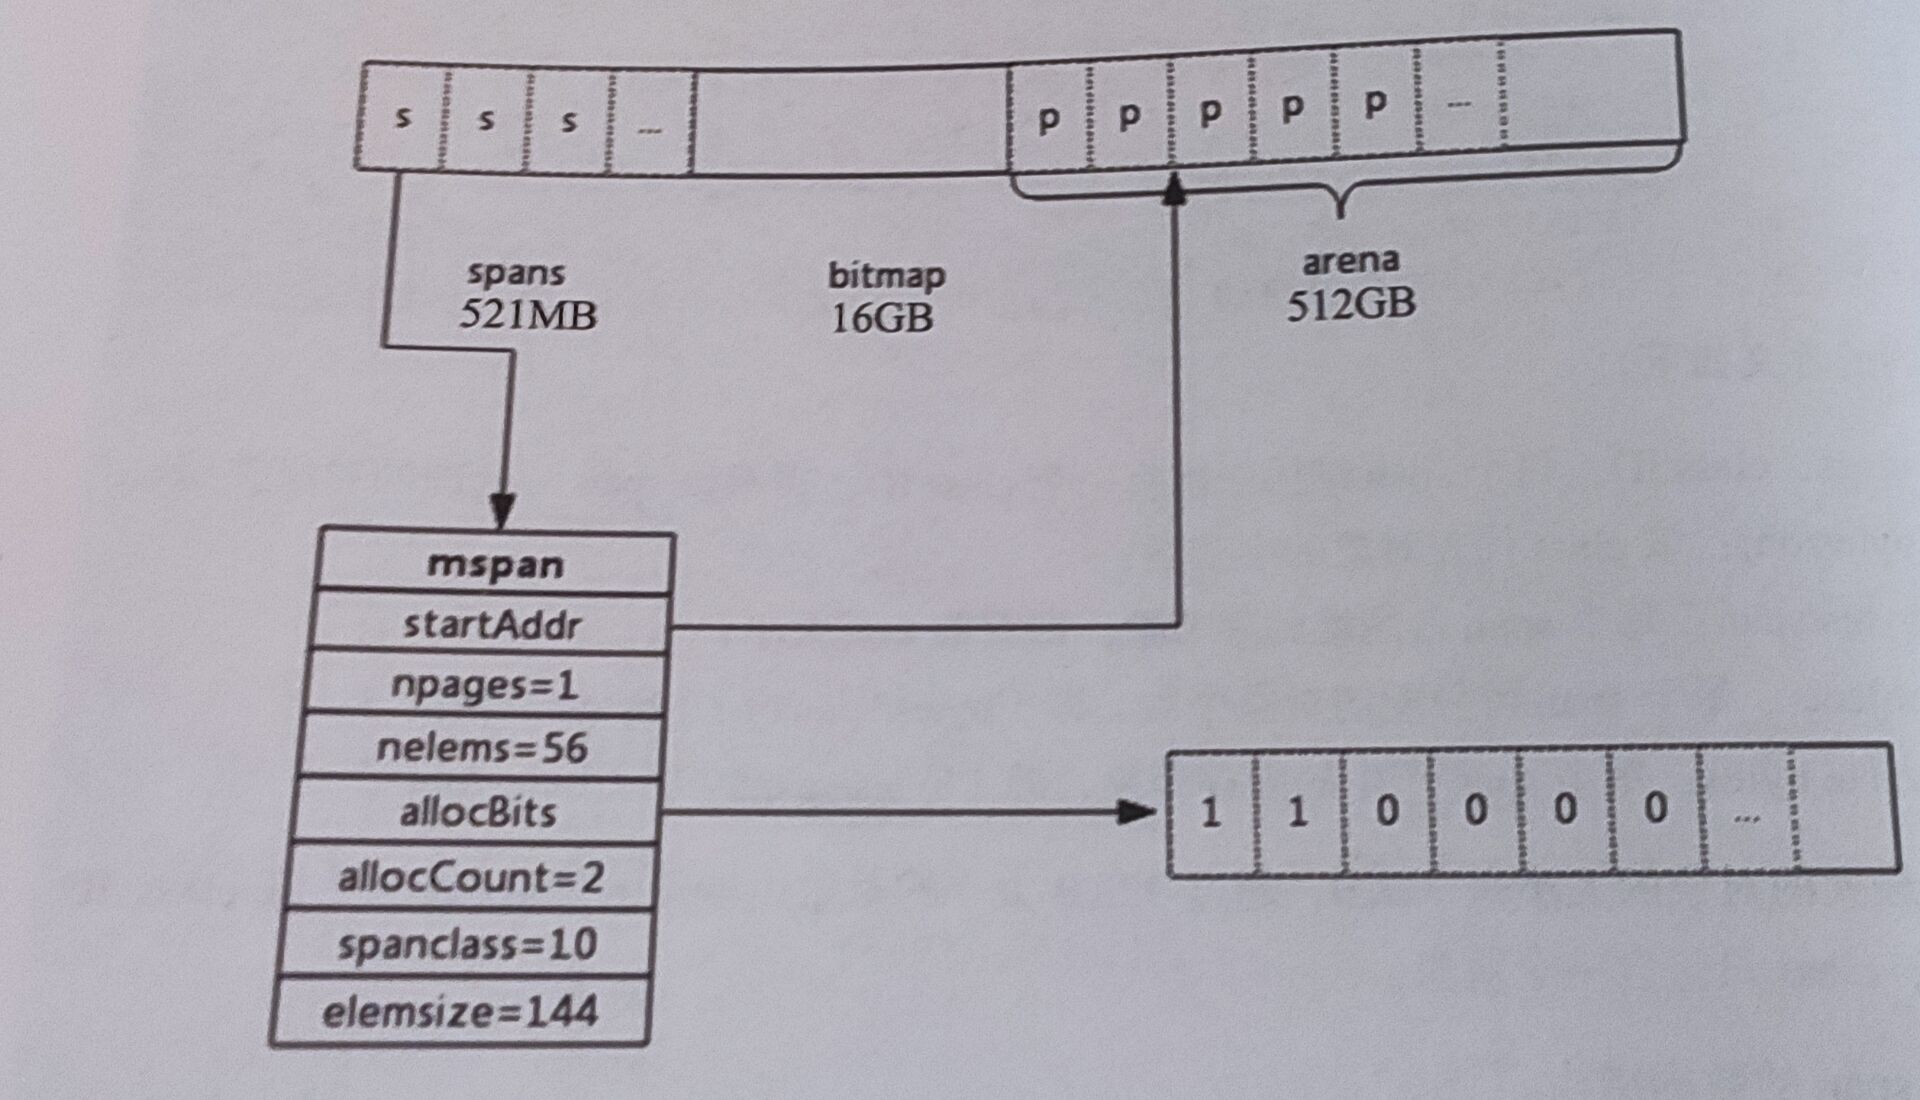 s s s ... p p p p p ...
spans
521MB
bitmap
16GB
arena
512GB
mspan
startAddr
npages=1
nelems=56
allocBits
allocCount=2
spanclass=10
elemsize=144
1 1 0 0 0 0 ...